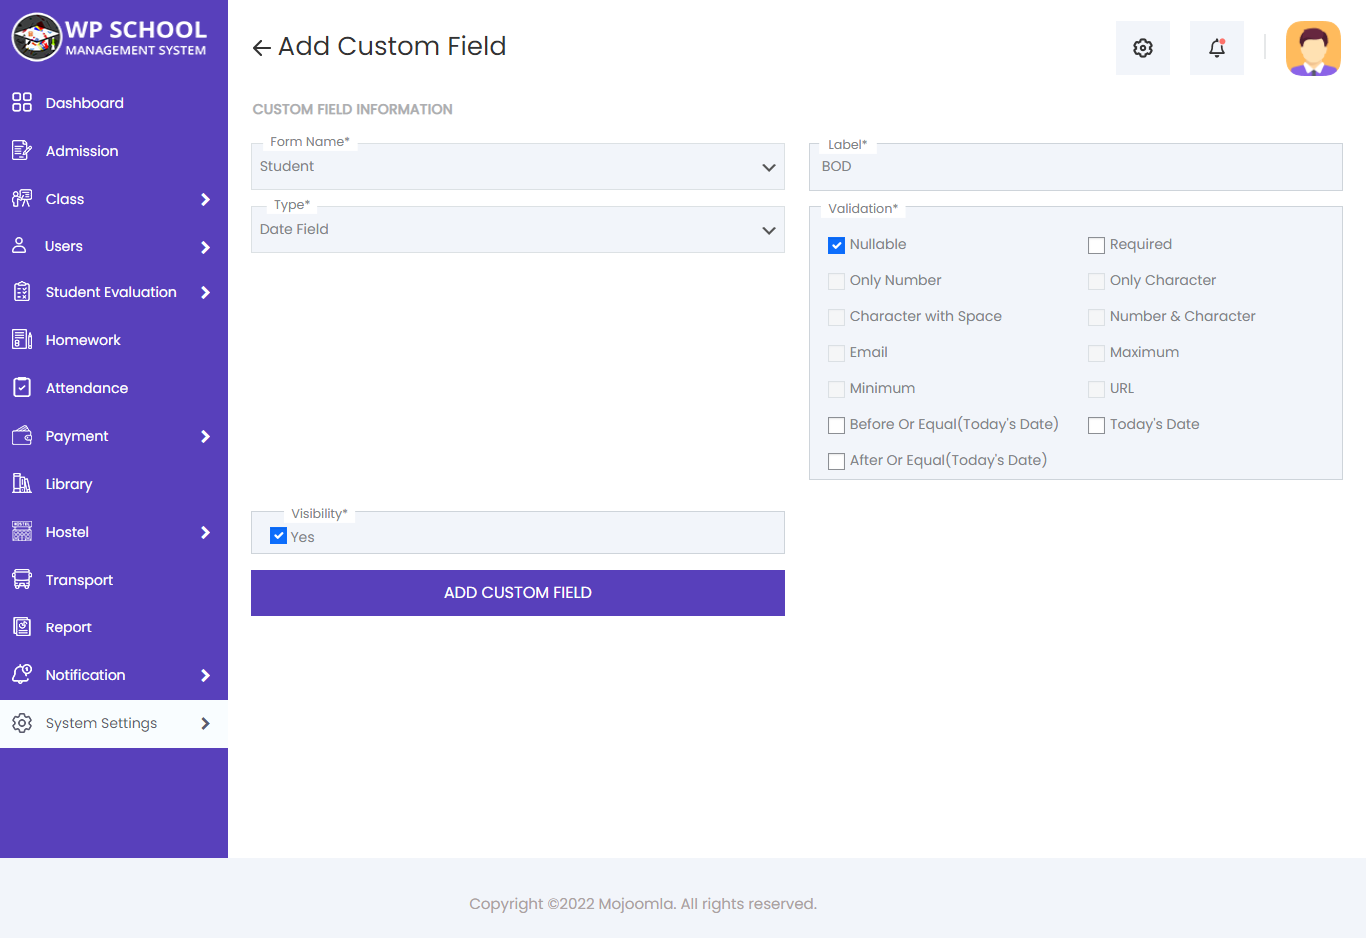 WP SCHOOL
MANAGEMENT SYSTEM
Dashboard
Admission
Class
Users
Student Evaluation
Homework
Attendance
Payment
Library
Hostel
Transport
Report
Notification
System Settings
Add Custom Field
CUSTOM FIELD INFORMATION
Form Name*
Student
Label*
BOD
Type*
Date Field
Validation*
Nullable
Required
Only Number
Only Character
Character with Space
Number & Character
Email
Maximum
Minimum
URL
Before Or Equal(Today's Date)
Today's Date
After Or Equal(Today's Date)
Visibility*
Yes
ADD CUSTOM FIELD
Copyright ©2022 Mojoomla. All rights reserved.